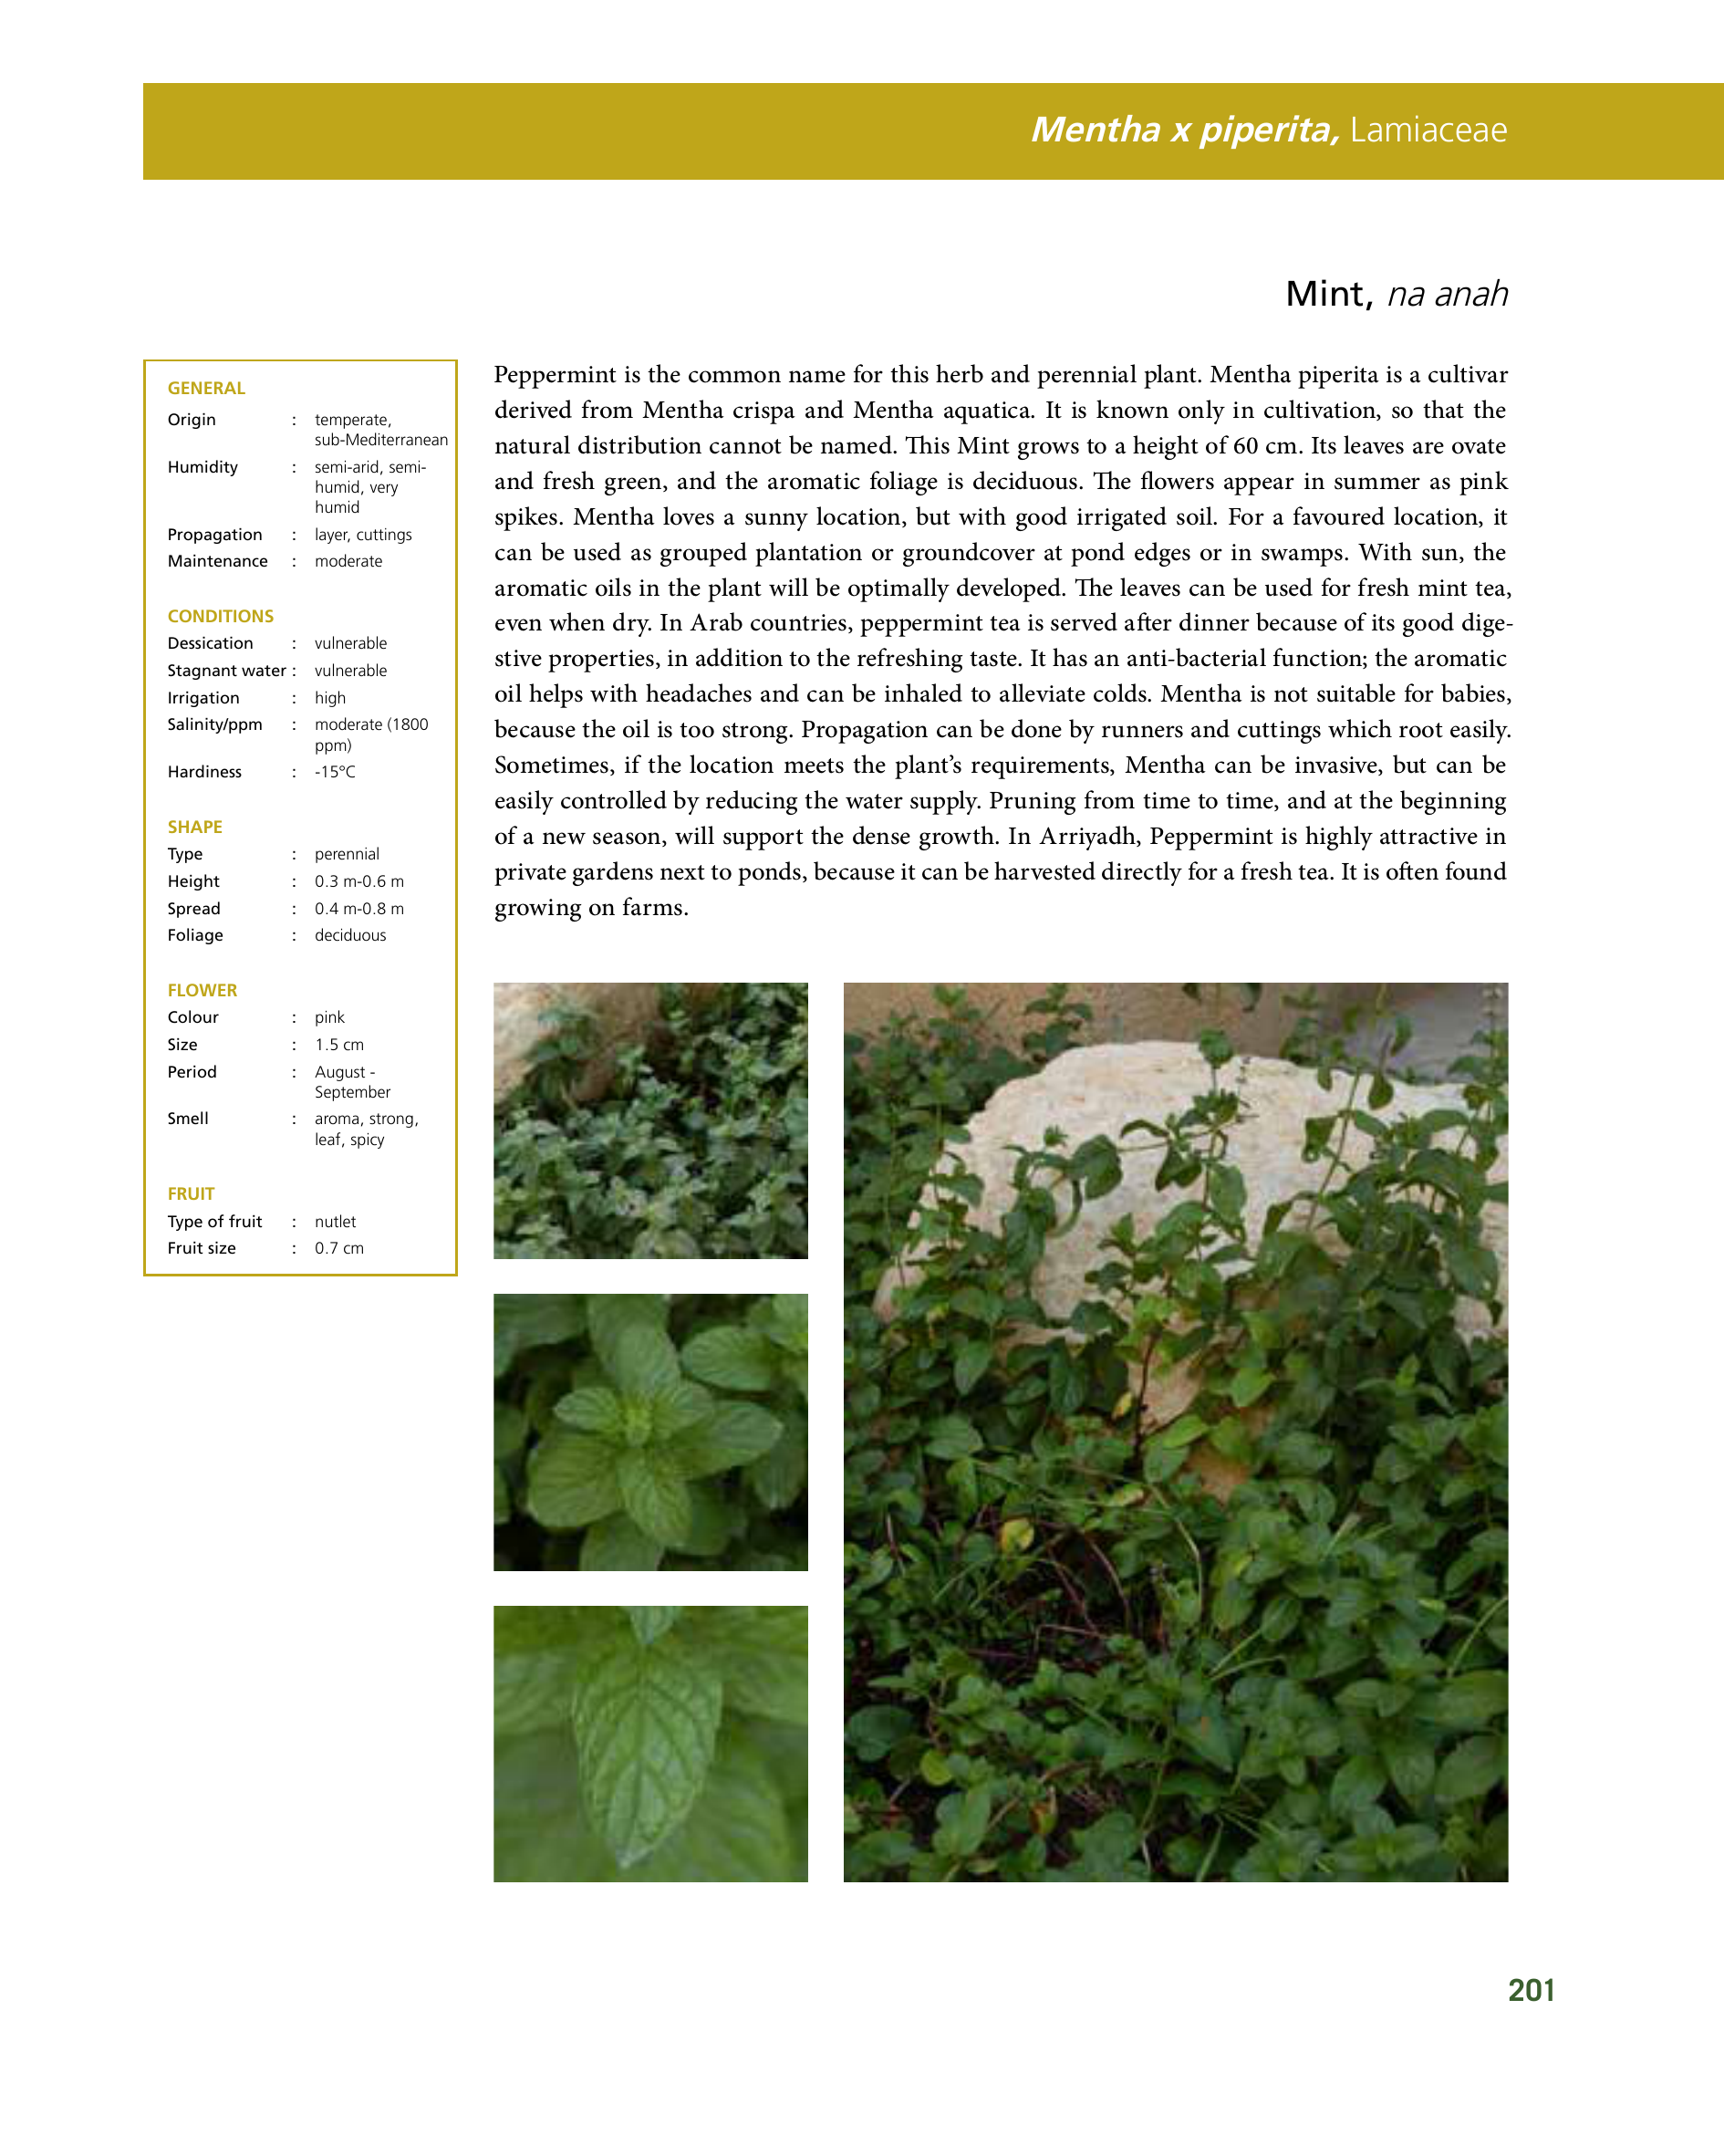 Mentha x piperita, Lamiaceae
Mint, na anah
GENERAL
Origin : temperate,
sub-Mediterranean
Humidity : semi-arid, semi-
humid, very
humid
Propagation : layer, cuttings
Maintenance : moderate
CONDITIONS
Dessication : vulnerable
Stagnant water : vulnerable
Irrigation : high
Salinity/ppm : moderate (1800
ppm)
Hardiness : -15°C
SHAPE
Type : perennial
Height : 0.3 m-0.6 m
Spread : 0.4 m-0.8 m
Foliage : deciduous
FLOWER
Colour : pink
Size : 1.5 cm
Period : August -
September
Smell : aroma, strong,
leaf, spicy
FRUIT
Type of fruit : nutlet
Fruit size : 0.7 cm
Peppermint is the common name for this herb and perennial plant. Mentha piperita is a cultivar
derived from Mentha crispa and Mentha aquatica. It is known only in cultivation, so that the
natural distribution cannot be named. This Mint grows to a height of 60 cm. Its leaves are ovate
and fresh green, and the aromatic foliage is deciduous. The flowers appear in summer as pink
spikes. Mentha loves a sunny location, but with good irrigated soil. For a favoured location, it
can be used as grouped plantation or groundcover at pond edges or in swamps. With sun, the
aromatic oils in the plant will be optimally developed. The leaves can be used for fresh mint tea,
even when dry. In Arab countries, peppermint tea is served after dinner because of its good dige-
stive properties, in addition to the refreshing taste. It has an anti-bacterial function; the aromatic
oil helps with headaches and can be inhaled to alleviate colds. Mentha is not suitable for babies,
because the oil is too strong. Propagation can be done by runners and cuttings which root easily.
Sometimes, if the location meets the plant’s requirements, Mentha can be invasive, but can be
easily controlled by reducing the water supply. Pruning from time to time, and at the beginning
of a new season, will support the dense growth. In Arriyadh, Peppermint is highly attractive in
private gardens next to ponds, because it can be harvested directly for a fresh tea. It is often found
growing on farms.
201